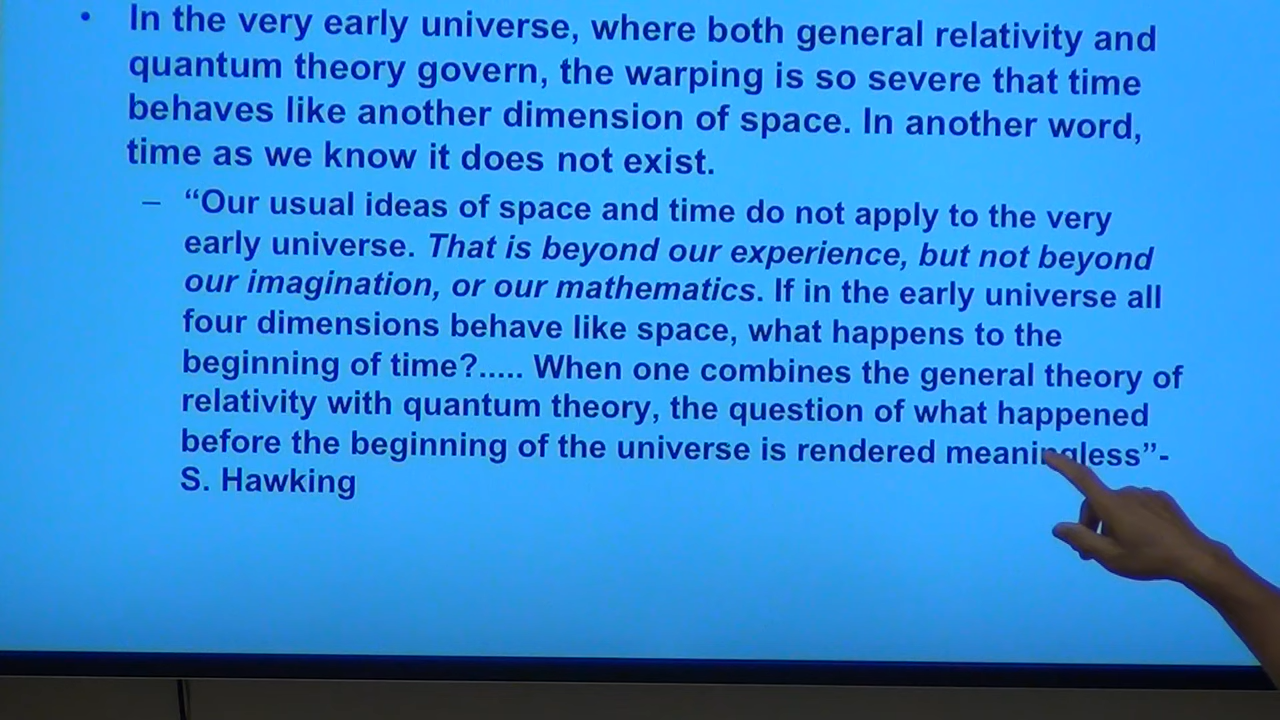 • In the very early universe, where both general relativity and
quantum theory govern, the warping is so severe that time
behaves like another dimension of space. In another word,
time as we know it does not exist.
– “Our usual ideas of space and time do not apply to the very
early universe. That is beyond our experience, but not beyond
our imagination, or our mathematics. If in the early universe all
four dimensions behave like space, what happens to the
beginning of time?..... When one combines the general theory of
relativity with quantum theory, the question of what happened
before the beginning of the universe is rendered meaningless”-
S. Hawking